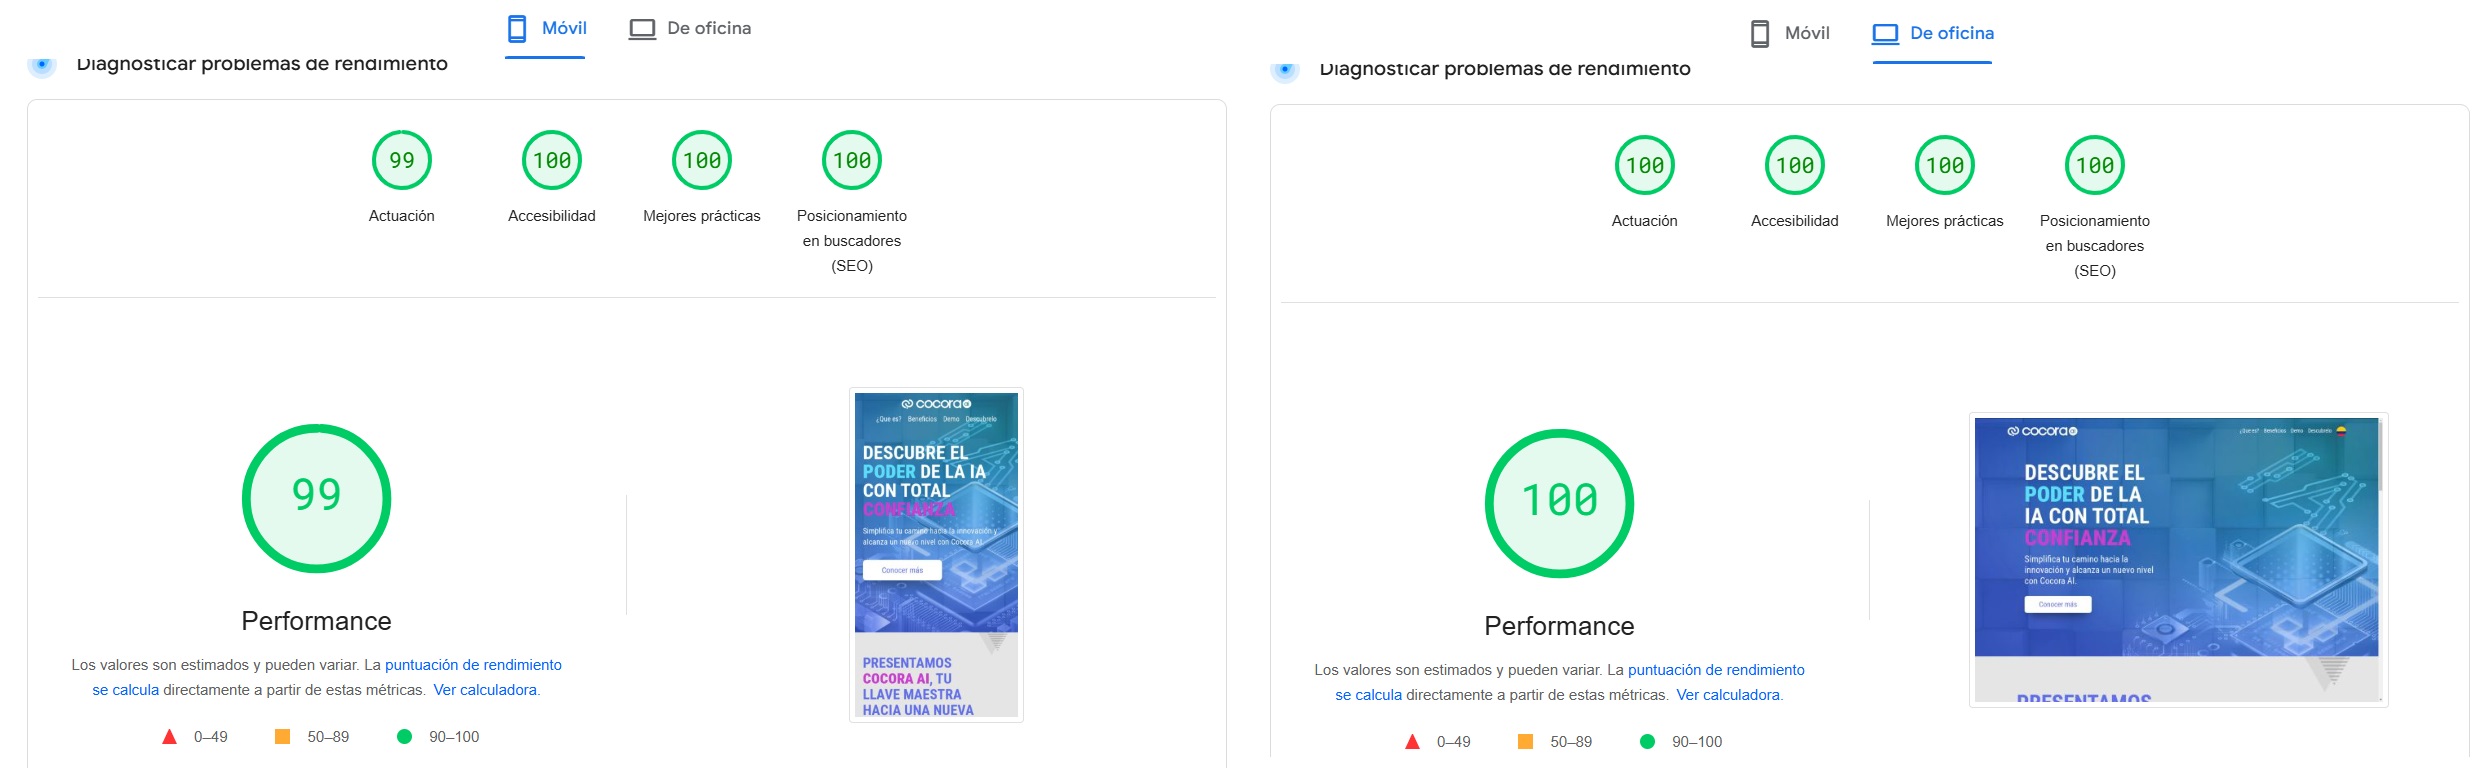 Móvil
De oficina
Diagnosticar problemas de rendimiento
99
100
100
100
Actuación
Accesibilidad
Mejores prácticas
Posicionamiento
en buscadores
(SEO)
99
Performance
Los valores son estimados y pueden variar. La puntuación de rendimiento
se calcula directamente a partir de estas métricas. Ver calculadora.
0–49
50–89
90–100
cocora
¿Que es? Beneficios Demo Descubrelo
DESCUBRE EL
PODER DE LA IA
CON TOTAL
CONFIANZA
Simplifica tu camino hacia la innovación y
alcanza un nuevo nivel con Cocora AI.
Conocer más
PRESENTAMOS
COCORA AI, TU
LLAVE MAESTRA
HACIA UNA NUEVA
Móvil
De oficina
Diagnosticar problemas de rendimiento
100
100
100
100
Actuación
Accesibilidad
Mejores prácticas
Posicionamiento
en buscadores
(SEO)
100
Performance
Los valores son estimados y pueden variar. La puntuación de rendimiento
se calcula directamente a partir de estas métricas. Ver calculadora.
0–49
50–89
90–100
cocora
¿Que es? Beneficios Demo Descubrelo
DESCUBRE EL
PODER DE LA
IA CON TOTAL
CONFIANZA
Simplifica tu camino hacia la
innovación y alcanza un nuevo nivel
con Cocora AI.
Conocer más
PRESENTAMOS